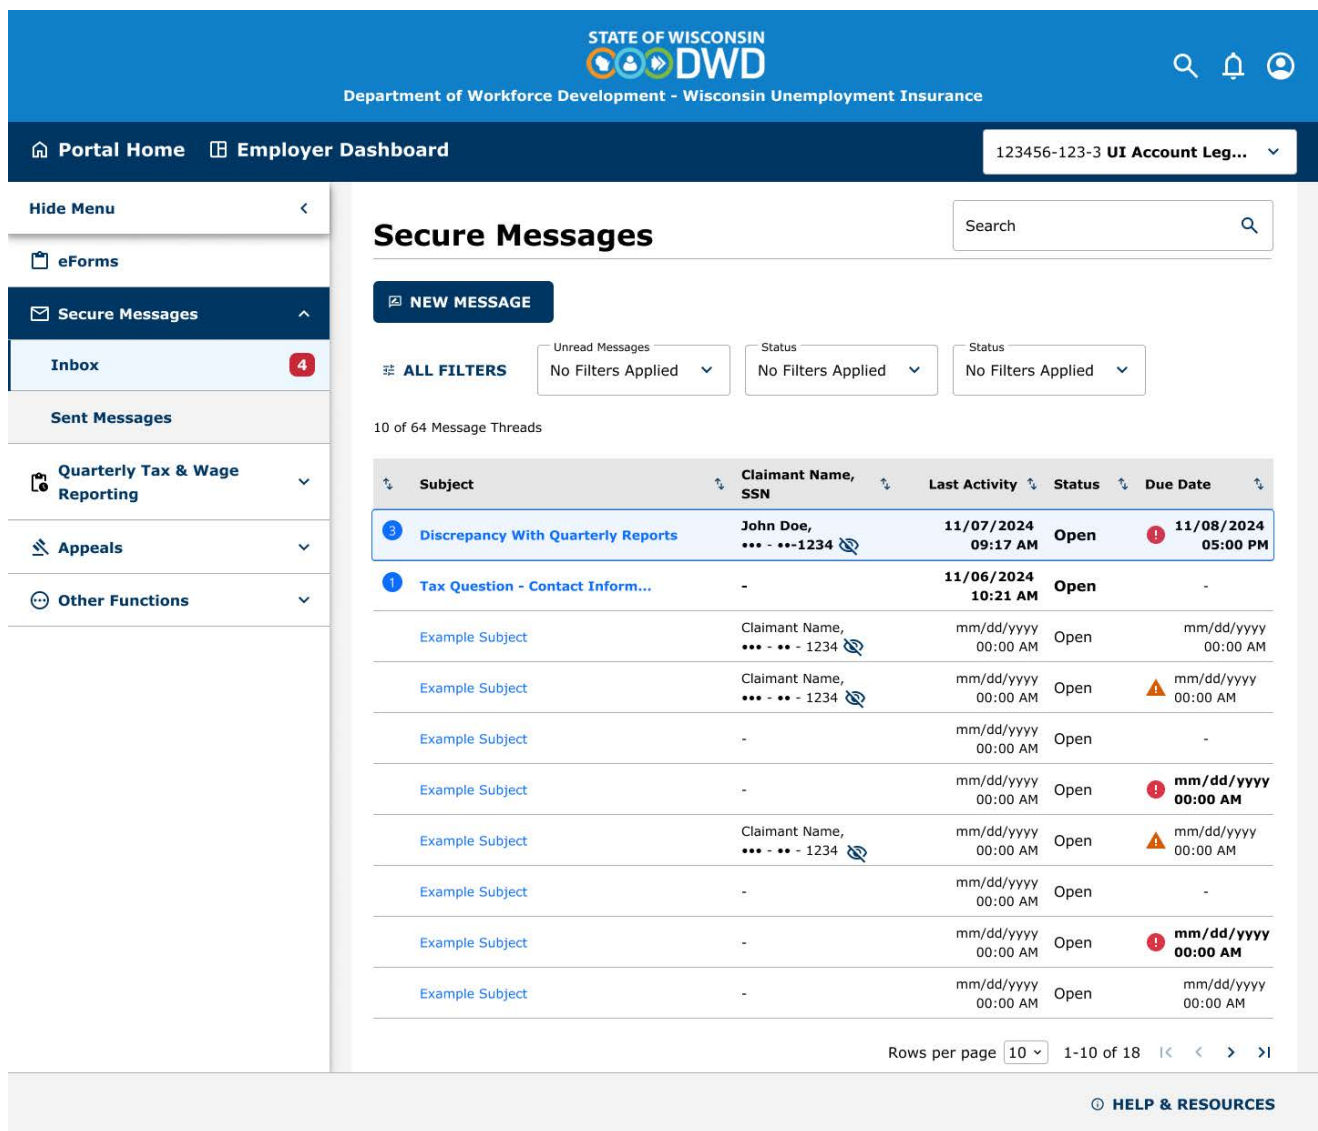 STATE OF WISCONSIN
DWD
Department of Workforce Development - Wisconsin Unemployment Insurance
Portal Home
Employer Dashboard
123456-123-3 UI Account Leg...
Hide Menu
eForms
Secure Messages
Inbox
4
Sent Messages
Quarterly Tax & Wage
Reporting
Appeals
Other Functions
Secure Messages
Search
NEW MESSAGE
ALL FILTERS
Unread Messages
No Filters Applied
Status
No Filters Applied
Status
No Filters Applied
10 of 64 Message Threads
Subject
Claimant Name,
SSN
Last Activity
Status
Due Date
3
Discrepancy With Quarterly Reports
John Doe,
••• - ••-1234
11/07/2024
09:17 AM
Open
11/08/2024
05:00 PM
1
Tax Question - Contact Inform...
-
11/06/2024
10:21 AM
Open
-
Example Subject
Claimant Name,
••• - •• - 1234
mm/dd/yyyy
00:00 AM
Open
mm/dd/yyyy
00:00 AM
Example Subject
Claimant Name,
••• - •• - 1234
mm/dd/yyyy
00:00 AM
Open
mm/dd/yyyy
00:00 AM
Example Subject
-
mm/dd/yyyy
00:00 AM
Open
-
Example Subject
-
mm/dd/yyyy
00:00 AM
Open
mm/dd/yyyy
00:00 AM
Example Subject
Claimant Name,
••• - •• - 1234
mm/dd/yyyy
00:00 AM
Open
mm/dd/yyyy
00:00 AM
Example Subject
-
mm/dd/yyyy
00:00 AM
Open
-
Example Subject
-
mm/dd/yyyy
00:00 AM
Open
mm/dd/yyyy
00:00 AM
Example Subject
-
mm/dd/yyyy
00:00 AM
Open
mm/dd/yyyy
00:00 AM
Rows per page 10 1-10 of 18
HELP & RESOURCES